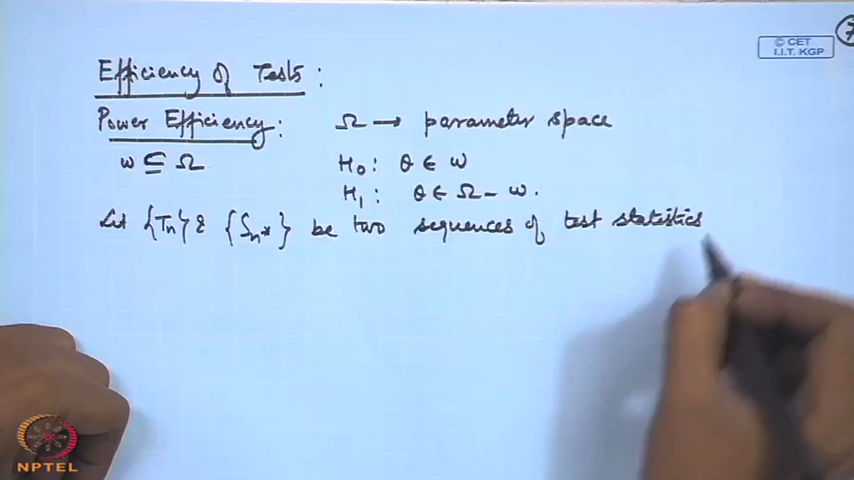 © CET
I.I.T. KGP
Efficiency of Tests :
Power Efficiency : Ω → parameter space
ω ⊆ Ω H₀ : θ ∈ ω
H₁ : θ ∈ Ω - ω.
Let {Tn} & {Sn*} be two sequences of test statistics
NPTEL